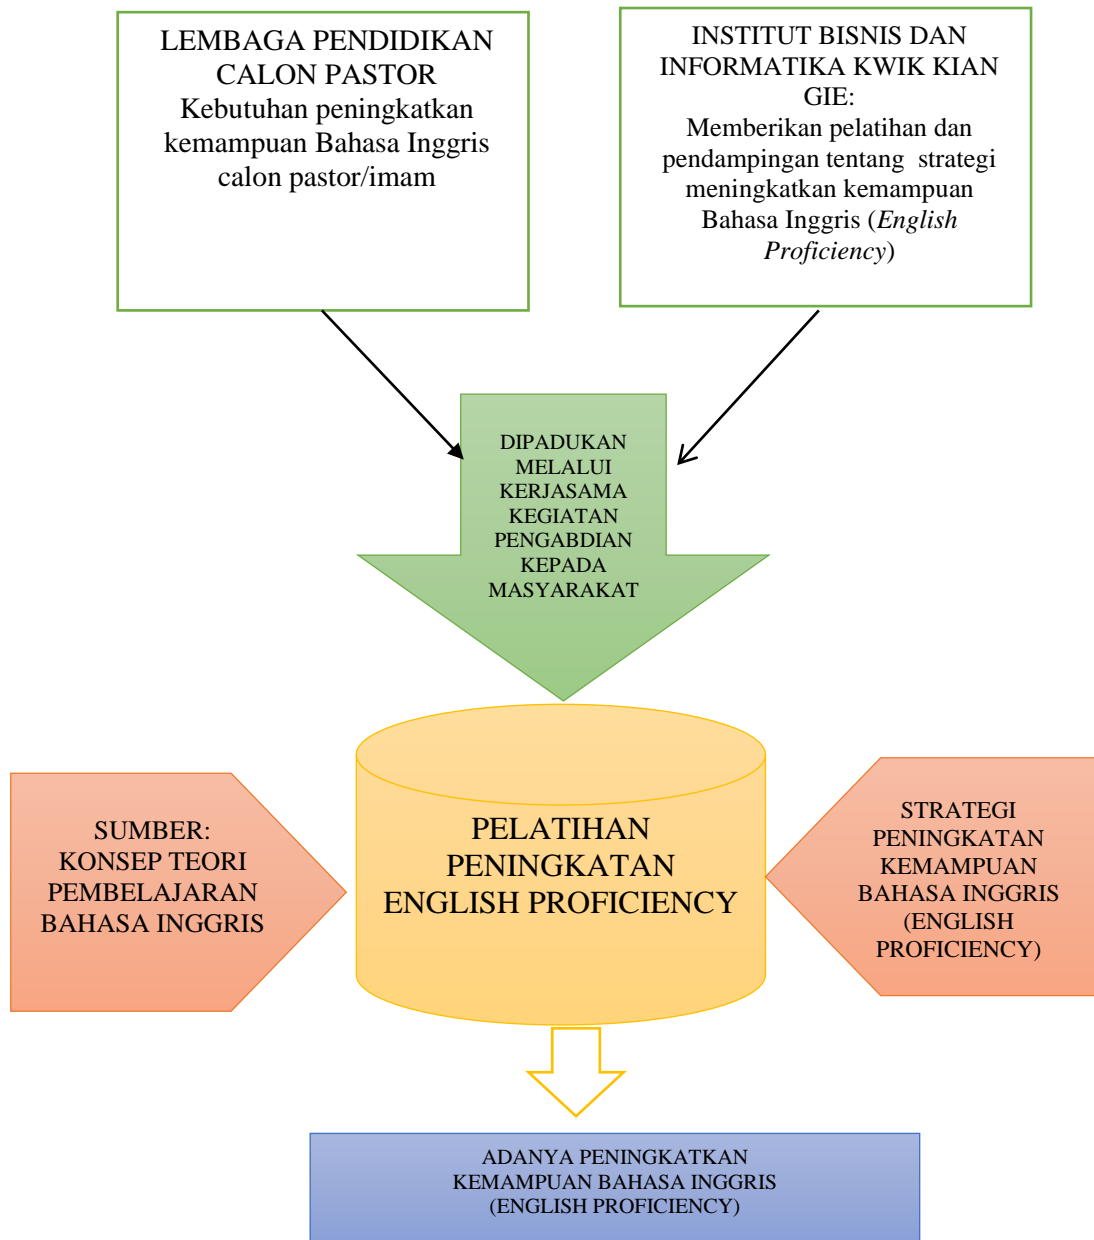 LEMBAGA PENDIDIKAN
CALON PASTOR
Kebutuhan peningkatkan
kemampuan Bahasa Inggris
calon pastor/imam
INSTITUT BISNIS DAN
INFORMATIKA KWIK KIAN
GIE:
Memberikan pelatihan dan
pendampingan tentang strategi
meningkatkan kemampuan
Bahasa Inggris (English
Proficiency)
DIPADUKAN
MELALUI
KERJASAMA
KEGIATAN
PENGABDIAN
KEPADA
MASYARAKAT
SUMBER:
KONSEP TEORI
PEMBELAJARAN
BAHASA INGGRIS
PELATIHAN
PENINGKATAN
ENGLISH PROFICIENCY
STRATEGI
PENINGKATAN
KEMAMPUAN
BAHASA INGGRIS
(ENGLISH
PROFICIENCY)
ADANYA PENINGKATKAN
KEMAMPUAN BAHASA INGGRIS
(ENGLISH PROFICIENCY)